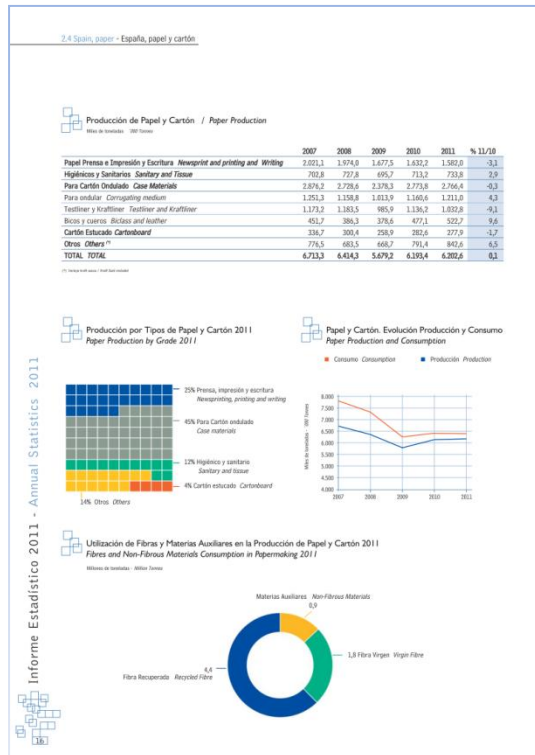 2.4 Spain, paper - España, papel y cartón
Producción de Papel y Cartón / Paper Production
Miles de toneladas 000 Tonnes
2007 2008 2009 2010 2011 % 11/10
Papel Prensa e Impresión y Escritura Newsprint and printing and Writing 2.021,1 1.974,0 1.677,5 1.632,2 1.582,0 -3,1
Higiénicos y Sanitarios Sanitary and Tissue 702,8 727,8 695,7 713,2 733,8 2,9
Para Cartón Ondulado Case Materials 2.876,2 2.728,6 2.378,3 2.773,8 2.766,4 -0,3
Para ondular Corrugating medium 1.251,3 1.158,8 1.013,9 1.160,6 1.211,0 4,3
Testliner y Kraftliner Testliner and Kraftliner 1.173,2 1.183,5 985,9 1.136,2 1.032,8 -9,1
Bicos y cueros Biclass and leather 451,7 386,3 378,6 477,1 522,7 9,6
Cartón Estucado Cartonboard 336,7 300,4 258,9 282,6 277,9 -1,7
Otros Others (*) 776,5 683,5 668,7 791,4 842,6 6,5
TOTAL TOTAL 6.713,3 6.414,3 5.679,2 6.193,4 6.202,6 0,1
Producción por Tipos de Papel y Cartón 2011
Paper Production by Grade 2011
25% Prensa, impresión y escritura
Newsprinting, printing and writing
45% Para Cartón ondulado
Case materials
12% Higiénico y sanitario
Sanitary and tissue
4% Cartón estucado Cartonboard
14% Otros Others
Papel y Cartón. Evolución Producción y Consumo
Paper Production and Consumption
Consumo Consumption Producción Production
Miles de toneladas - 000 Tonnes
8.000
7.500
7.000
6.500
6.000
5.500
5.000
4.500
4.000
2007 2008 2009 2010 2011
Utilización de Fibras y Materias Auxiliares en la Producción de Papel y Cartón 2011
Fibres and Non-Fibrous Materials Consumption in Papermaking 2011
Millones de toneladas - Million Tonnes
Materias Auxiliares Non-Fibrous Materials
0,9
1,8 Fibra Virgen Virgin Fibre
4,4
Fibra Recuperada Recycled Fibre
Informe Estadístico 2011 - Annual Statistics 2011
16